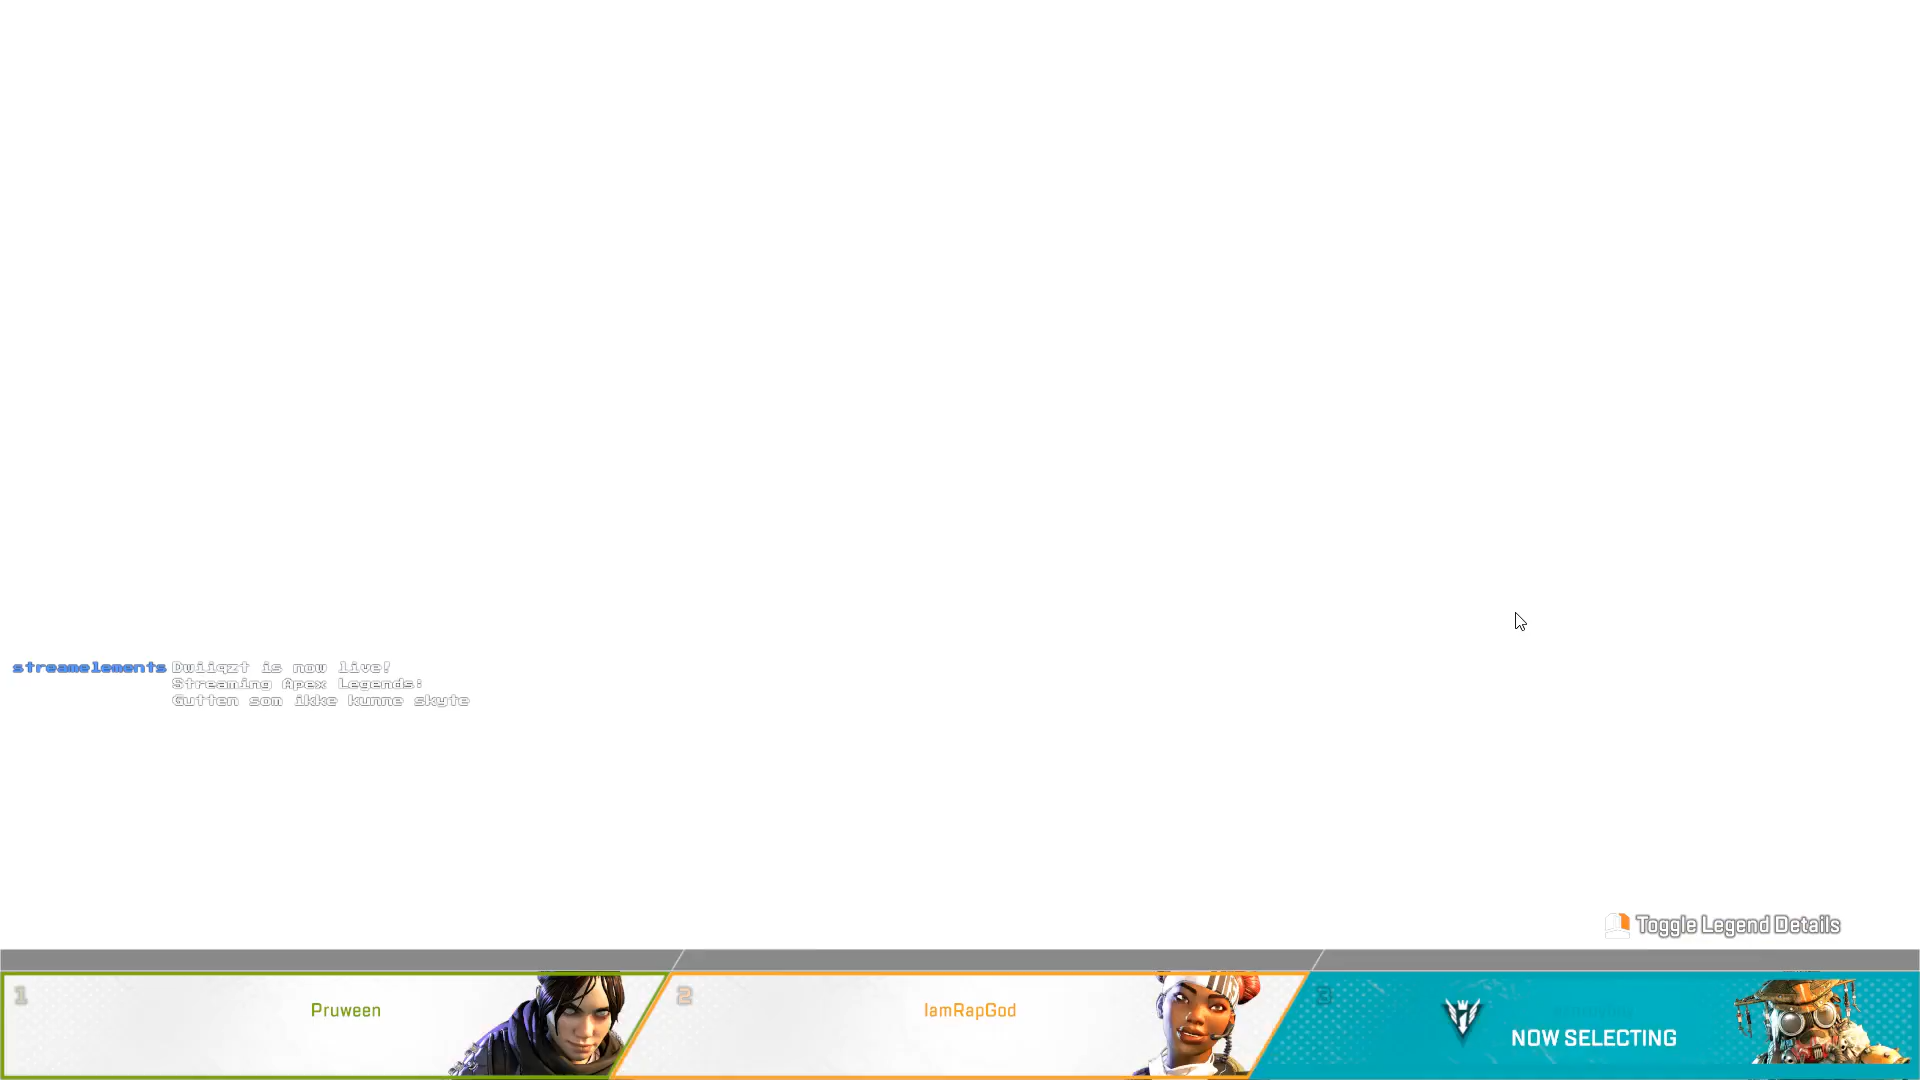 streamelements Dwiiqzt is now live!
Streaming Apex Legends:
Gutten som ikke kunne skyte
Toggle Legend Details
1
Pruween
2
IamRapGod
3
NOW SELECTING